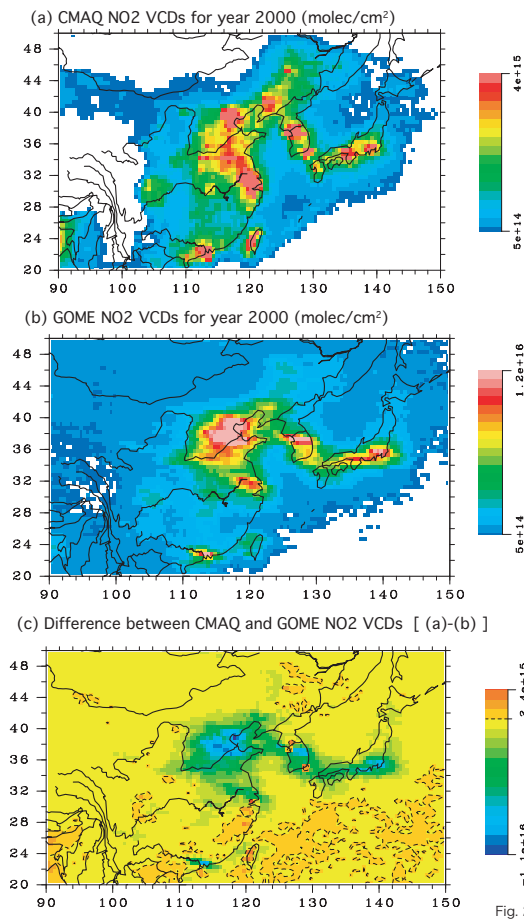 (a) CMAQ NO2 VCDs for year 2000 (molec/cm²)
48
44
40
36
32
28
24
20
90 100 110 120 130 140 150
4e+15
5e+14
(b) GOME NO2 VCDs for year 2000 (molec/cm²)
48
44
40
36
32
28
24
20
90 100 110 120 130 140 150
1.2e+16
5e+14
(c) Difference between CMAQ and GOME NO2 VCDs [ (a)-(b) ]
48
44
40
36
32
28
24
20
90 100 110 120 130 140 150
Fig.